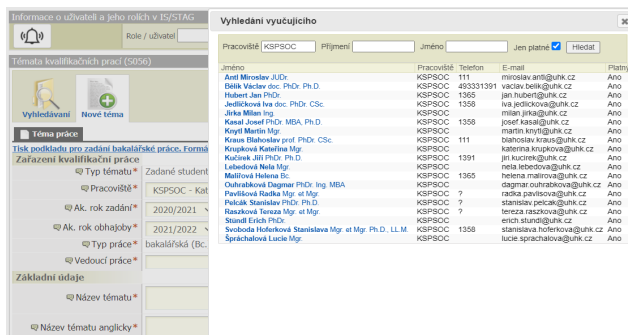 Informace o uživateli a jeho rolích v IS/STAG
Role / uživatel
Témata kvalifikačních prací (S056)
Vyhledávaní
Nové téma
Téma práce
Tisk podkladu pro zadání bakalářské práce. Formá
Zařazení kvalifikační práce
Typ tématu* Zadané student
Pracoviště* KSPSOC - Kat
Ak. rok zadání* 2020/2021
Ak. rok obhajoby* 2021/2022
Typ práce* bakalářská (Bc.
Vedoucí práce*
Základní údaje
Název tématu*
Název tématu anglicky*
Vyhledání vyučujícího
Pracoviště KSPSOC Příjmení Jméno Jen platné Hledat
Jméno Pracoviště Telefon E-mail Platný
Antl Miroslav JUDr. KSPSOC 111 miroslav.antl@uhk.cz Ano
Bělík Václav doc. PhDr. Ph.D. KSPSOC 493331391 vaclav.belik@uhk.cz Ano
Hubert Jan PhDr. KSPSOC 1365 jan.hubert@uhk.cz Ano
Jedličková Iva doc. PhDr. CSc. KSPSOC 1358 iva.jedlickova@uhk.cz Ano
Jirka Milan Ing. KSPSOC milan.jirka@uhk.cz Ano
Kasal Josef PhDr. MBA, Ph.D. KSPSOC 1358 josef.kasal@uhk.cz Ano
Knytl Martin Mgr. KSPSOC martin.knytl@uhk.cz Ano
Kraus Blahoslav prof. PhDr. CSc. KSPSOC 111 blahoslav.kraus@uhk.cz Ano
Krupková Kateřina Mgr. KSPSOC katerina.krupkova@uhk.cz Ano
Kučírek Jiří PhDr. Ph.D. KSPSOC 1391 jiri.kucirek@uhk.cz Ano
Lebedová Nela Mgr. KSPSOC nela.lebedova@uhk.cz Ano
Malířová Helena Bc. KSPSOC 1365 helena.malirova@uhk.cz Ano
Ouhrabková Dagmar PhDr. Ing. MBA KSPSOC dagmar.ouhrabkova@uhk.cz Ano
Pavlišová Radka Mgr. et Mgr. KSPSOC ? radka.pavlisova@uhk.cz Ano
Pelcák Stanislav PhDr. Ph.D. KSPSOC ? stanislav.pelcak@uhk.cz Ano
Raszková Tereza Mgr. et Mgr. KSPSOC ? tereza.raszkova@uhk.cz Ano
Stündl Erich PhDr. KSPSOC erich.stundl@uhk.cz Ano
Svoboda Hoferková Stanislava Mgr. et Mgr. Ph.D., LL.M. KSPSOC 1358 stanislava.hoferkova@uhk.cz Ano
Špráchalová Lucie Mgr. KSPSOC lucie.sprachalova@uhk.cz Ano